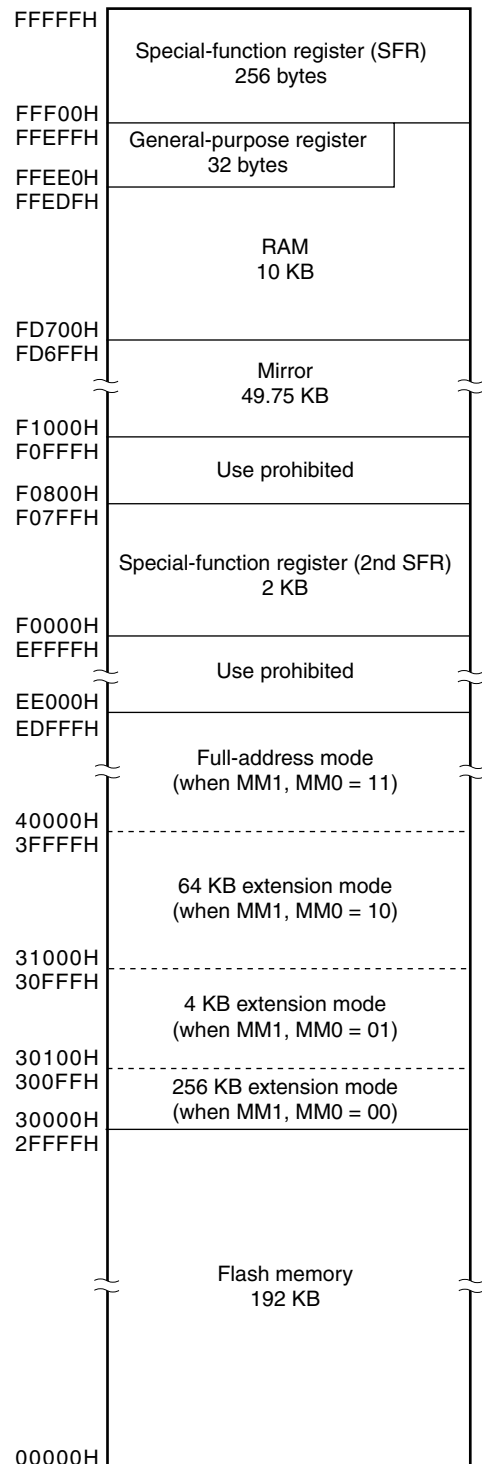 FFFFFH
Special-function register (SFR)
256 bytes
FFF00H
FFEFFH
General-purpose register
32 bytes
FFEE0H
FFEDFH
RAM
10 KB
FD700H
FD6FFH
Mirror
49.75 KB
F1000H
F0FFFH
Use prohibited
F0800H
F07FFH
Special-function register (2nd SFR)
2 KB
F0000H
EFFFFH
Use prohibited
EE000H
EDFFFH
Full-address mode
(when MM1, MM0 = 11)
40000H
3FFFFH
64 KB extension mode
(when MM1, MM0 = 10)
31000H
30FFFH
4 KB extension mode
(when MM1, MM0 = 01)
30100H
300FFH
256 KB extension mode
(when MM1, MM0 = 00)
30000H
2FFFFH
Flash memory
192 KB
00000H